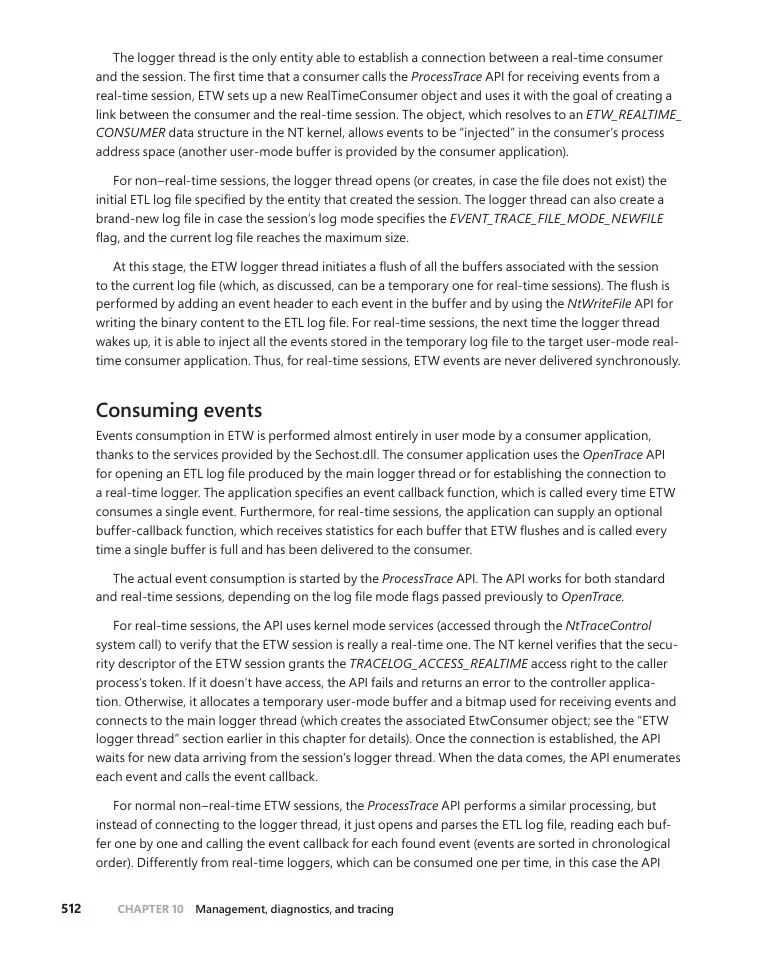 The logger thread is the only entity able to establish a connection between a real-time consumer
and the session. The first time that a consumer calls the ProcessTrace API for receiving events from a
real-time session, ETW sets up a new RealTimeConsumer object and uses it with the goal of creating a
link between the consumer and the real-time session. The object, which resolves to an ETW_REALTIME_
CONSUMER data structure in the NT kernel, allows events to be “injected” in the consumer’s process
address space (another user-mode buffer is provided by the consumer application).
For non–real-time sessions, the logger thread opens (or creates, in case the file does not exist) the
initial ETL log file specified by the entity that created the session. The logger thread can also create a
brand-new log file in case the session’s log mode specifies the EVENT_TRACE_FILE_MODE_NEWFILE
flag, and the current log file reaches the maximum size.
At this stage, the ETW logger thread initiates a flush of all the buffers associated with the session
to the current log file (which, as discussed, can be a temporary one for real-time sessions). The flush is
performed by adding an event header to each event in the buffer and by using the NtWriteFile API for
writing the binary content to the ETL log file. For real-time sessions, the next time the logger thread
wakes up, it is able to inject all the events stored in the temporary log file to the target user-mode real-
time consumer application. Thus, for real-time sessions, ETW events are never delivered synchronously.
Consuming events
Events consumption in ETW is performed almost entirely in user mode by a consumer application,
thanks to the services provided by the Sechost.dll. The consumer application uses the OpenTrace API
for opening an ETL log file produced by the main logger thread or for establishing the connection to
a real-time logger. The application specifies an event callback function, which is called every time ETW
consumes a single event. Furthermore, for real-time sessions, the application can supply an optional
buffer-callback function, which receives statistics for each buffer that ETW flushes and is called every
time a single buffer is full and has been delivered to the consumer.
The actual event consumption is started by the ProcessTrace API. The API works for both standard
and real-time sessions, depending on the log file mode flags passed previously to OpenTrace.
For real-time sessions, the API uses kernel mode services (accessed through the NtTraceControl
system call) to verify that the ETW session is really a real-time one. The NT kernel verifies that the secu-
rity descriptor of the ETW session grants the TRACELOG_ACCESS_REALTIME access right to the caller
process’s token. If it doesn’t have access, the API fails and returns an error to the controller applica-
tion. Otherwise, it allocates a temporary user-mode buffer and a bitmap used for receiving events and
connects to the main logger thread (which creates the associated EtwConsumer object; see the “ETW
logger thread” section earlier in this chapter for details). Once the connection is established, the API
waits for new data arriving from the session’s logger thread. When the data comes, the API enumerates
each event and calls the event callback.
For normal non–real-time ETW sessions, the ProcessTrace API performs a similar processing, but
instead of connecting to the logger thread, it just opens and parses the ETL log file, reading each buf-
fer one by one and calling the event callback for each found event (events are sorted in chronological
order). Differently from real-time loggers, which can be consumed one per time, in this case the API
512 CHAPTER 10 Management, diagnostics, and tracing